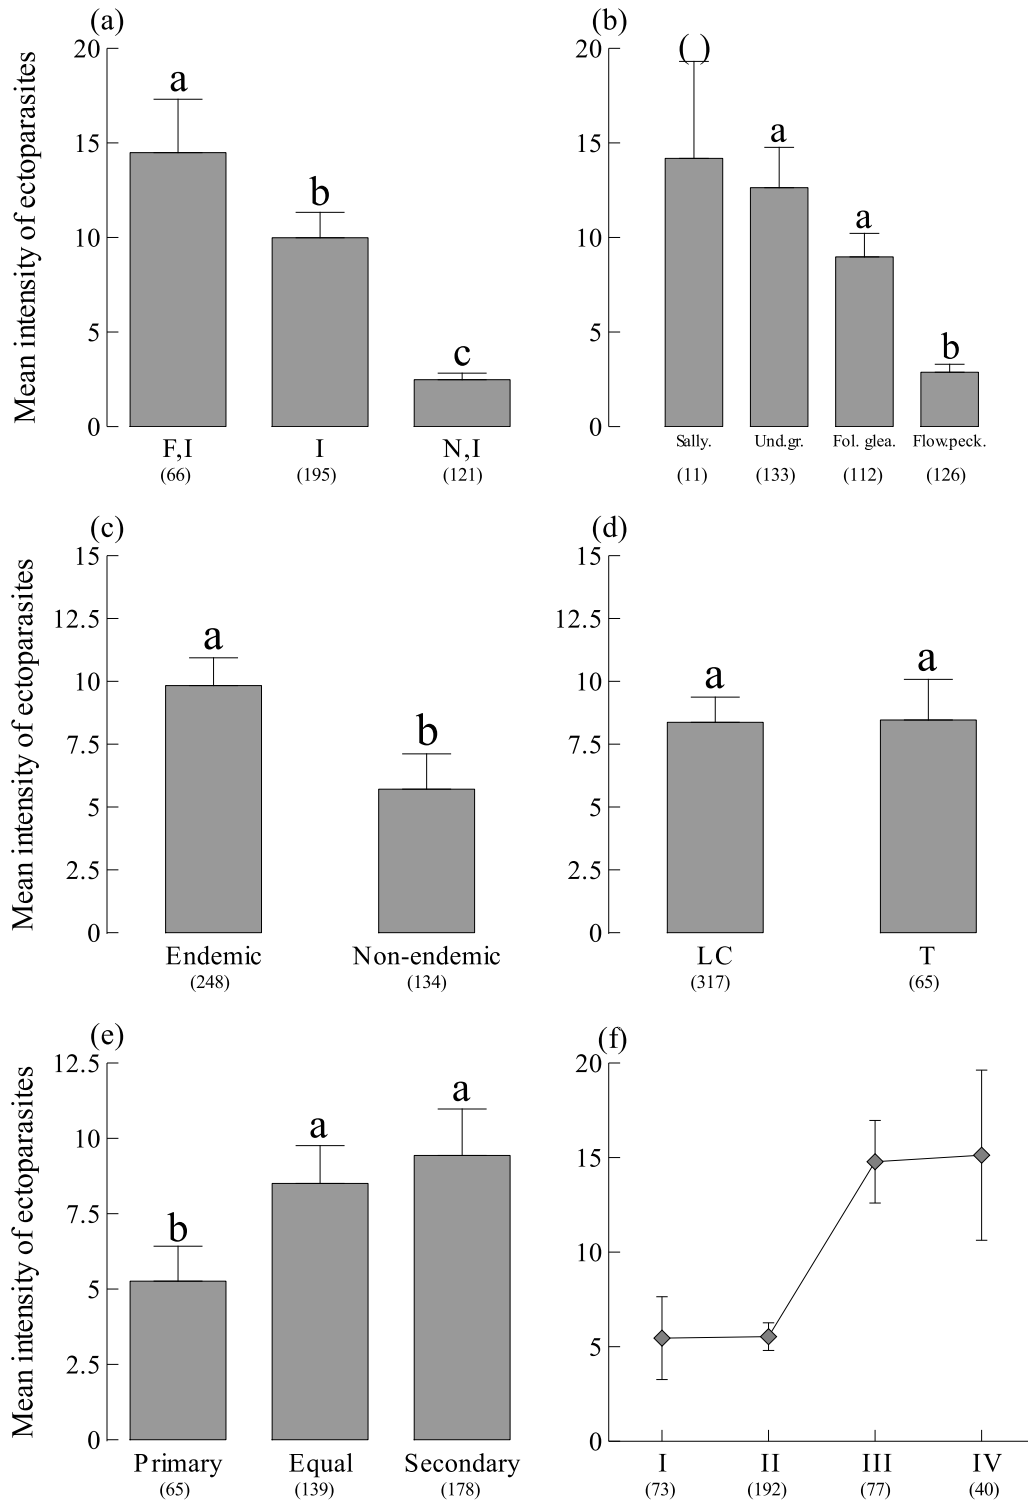 (a)
Mean intensity of ectoparasites
20
15
10
5
0
a
b
c
F,I
I
N,I
(66)
(195)
(121)
(b)
20
15
10
5
0
( )
a
a
b
Sally.
Und.gr.
Fol. glea.
Flow.peck.
(11)
(133)
(112)
(126)
(c)
Mean intensity of ectoparasites
15
12.5
10
7.5
5
2.5
0
a
b
Endemic
Non-endemic
(248)
(134)
(d)
15
12.5
10
7.5
5
2.5
0
a
a
LC
T
(317)
(65)
(e)
Mean intensity of ectoparasites
12.5
10
7.5
5
2.5
0
b
a
a
Primary
Equal
Secondary
(65)
(139)
(178)
(f)
20
15
10
5
0
I
II
III
IV
(73)
(192)
(77)
(40)